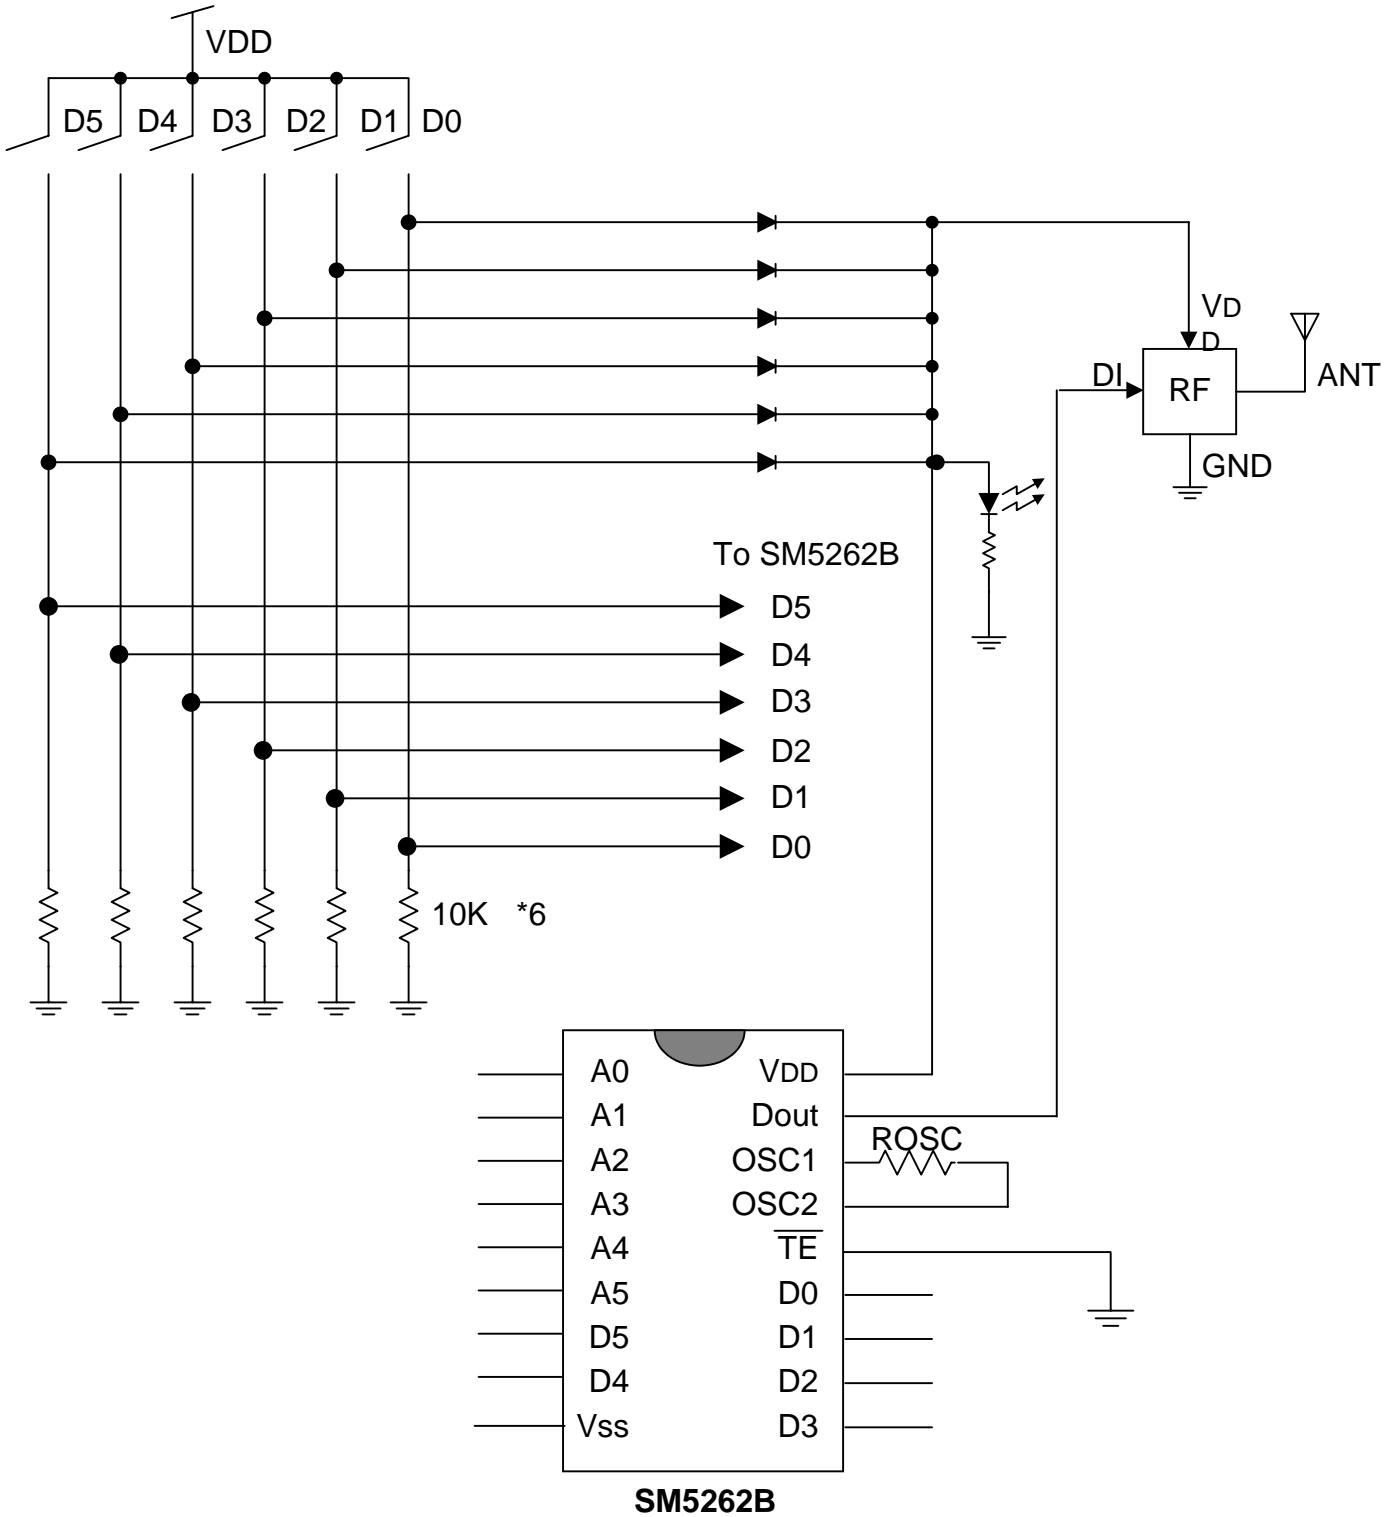 VDD
D5 D4 D3 D2 D1 D0
VD
D
DI
RF
ANT
GND
To SM5262B
D5
D4
D3
D2
D1
D0
10K *6
A0
A1
A2
A3
A4
A5
D5
D4
Vss
VDD
Dout
OSC1
OSC2
TE
D0
D1
D2
D3
ROSC
SM5262B